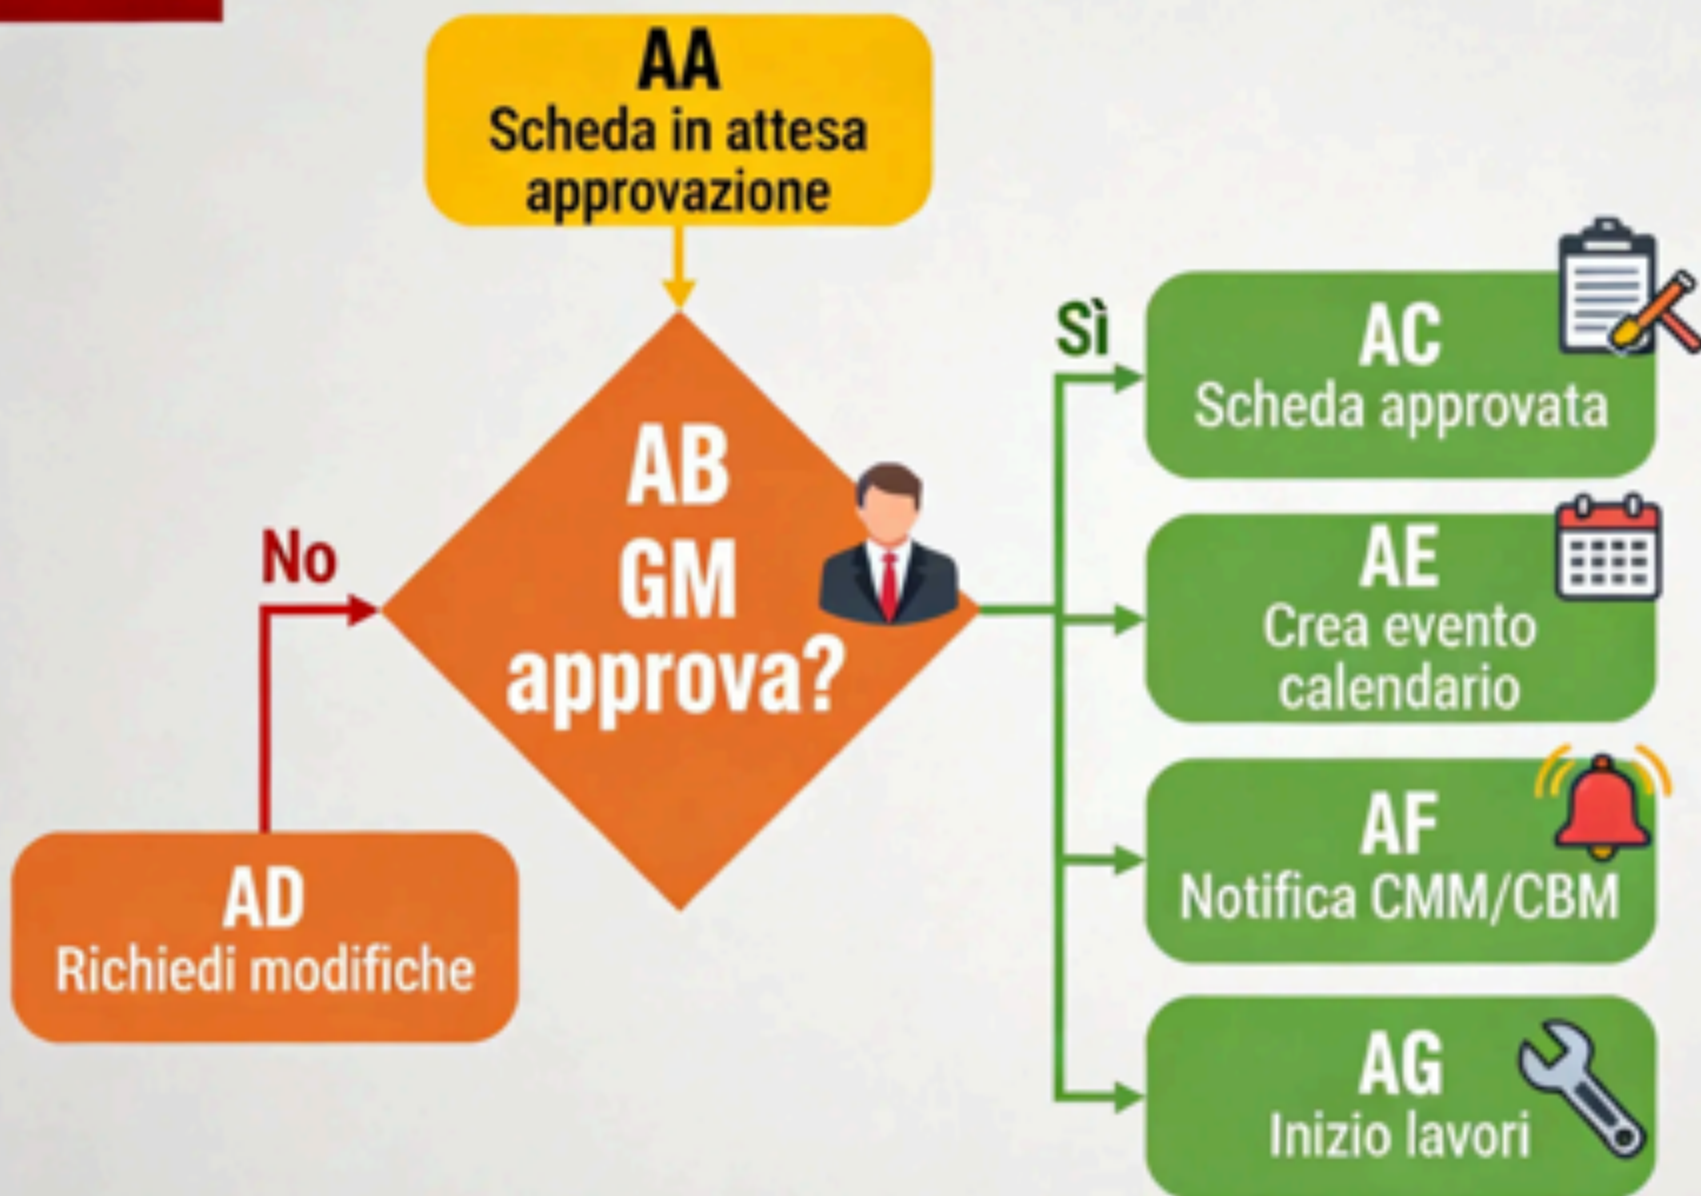 AA
Scheda in attesa
approvazione
AB
GM
approva?
No
AD
Richiedi modifiche
Sì
AC
Scheda approvata
AE
Crea evento
calendario
AF
Notifica CMM/CBM
AG
Inizio lavori